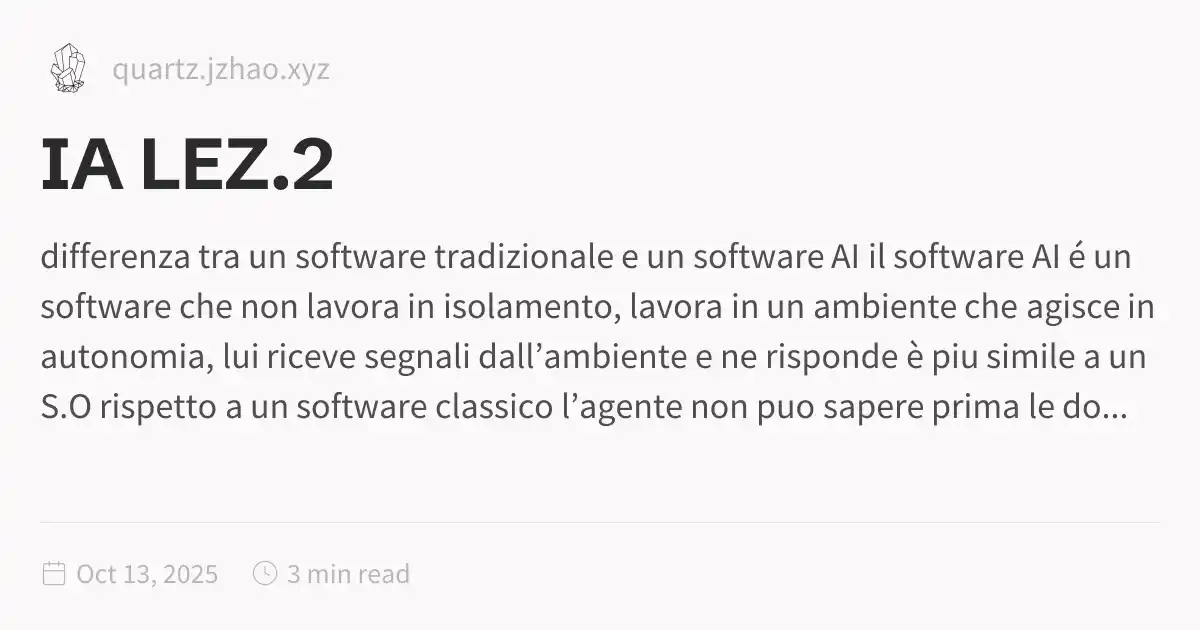 quartz.jzhao.xyz
IA LEZ.2
differenza tra un software tradizionale e un software AI il software AI é un
software che non lavora in isolamento, lavora in un ambiente che agisce in
autonomia, lui riceve segnali dall’ambiente e ne risponde è piu simile a un
S.O rispetto a un software classico l’agente non puo sapere prima le do...
Oct 13, 2025 3 min read